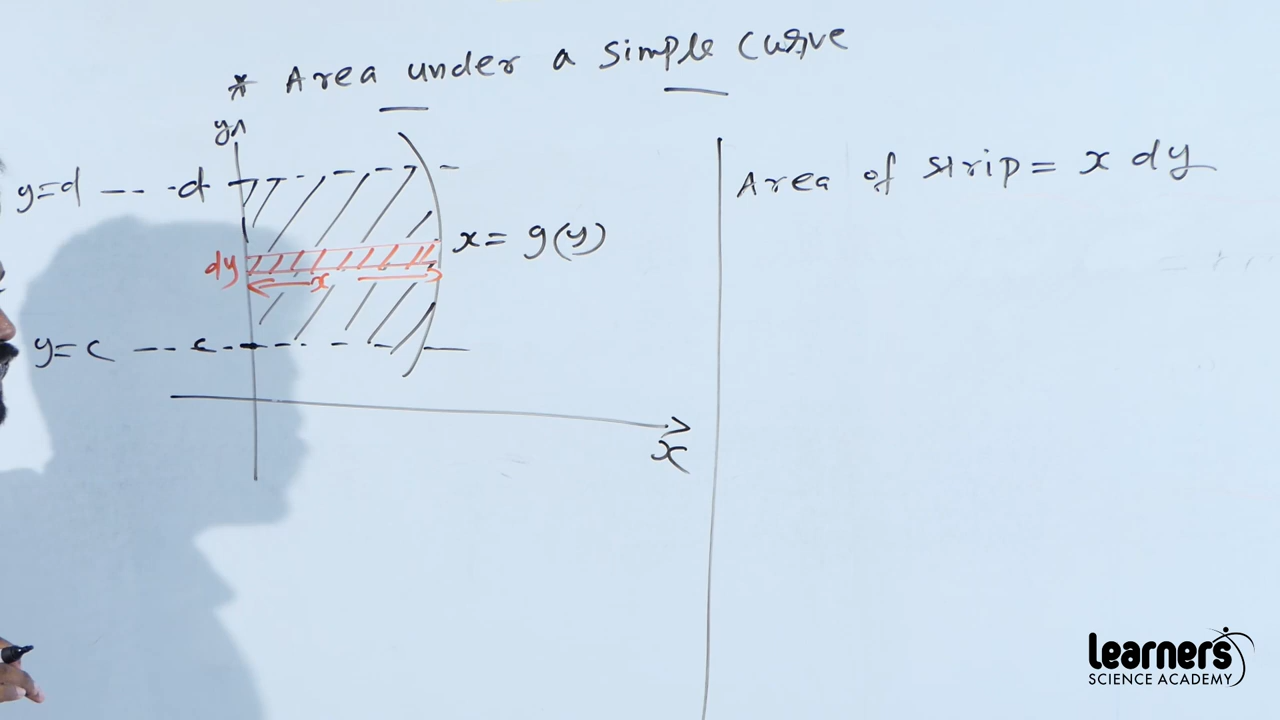 * Area under a simple curve
y
y=d --- -d
x= g(y)
dy
x
y=c --- c
x
Area of strip= x dy
Learners
SCIENCE ACADEMY